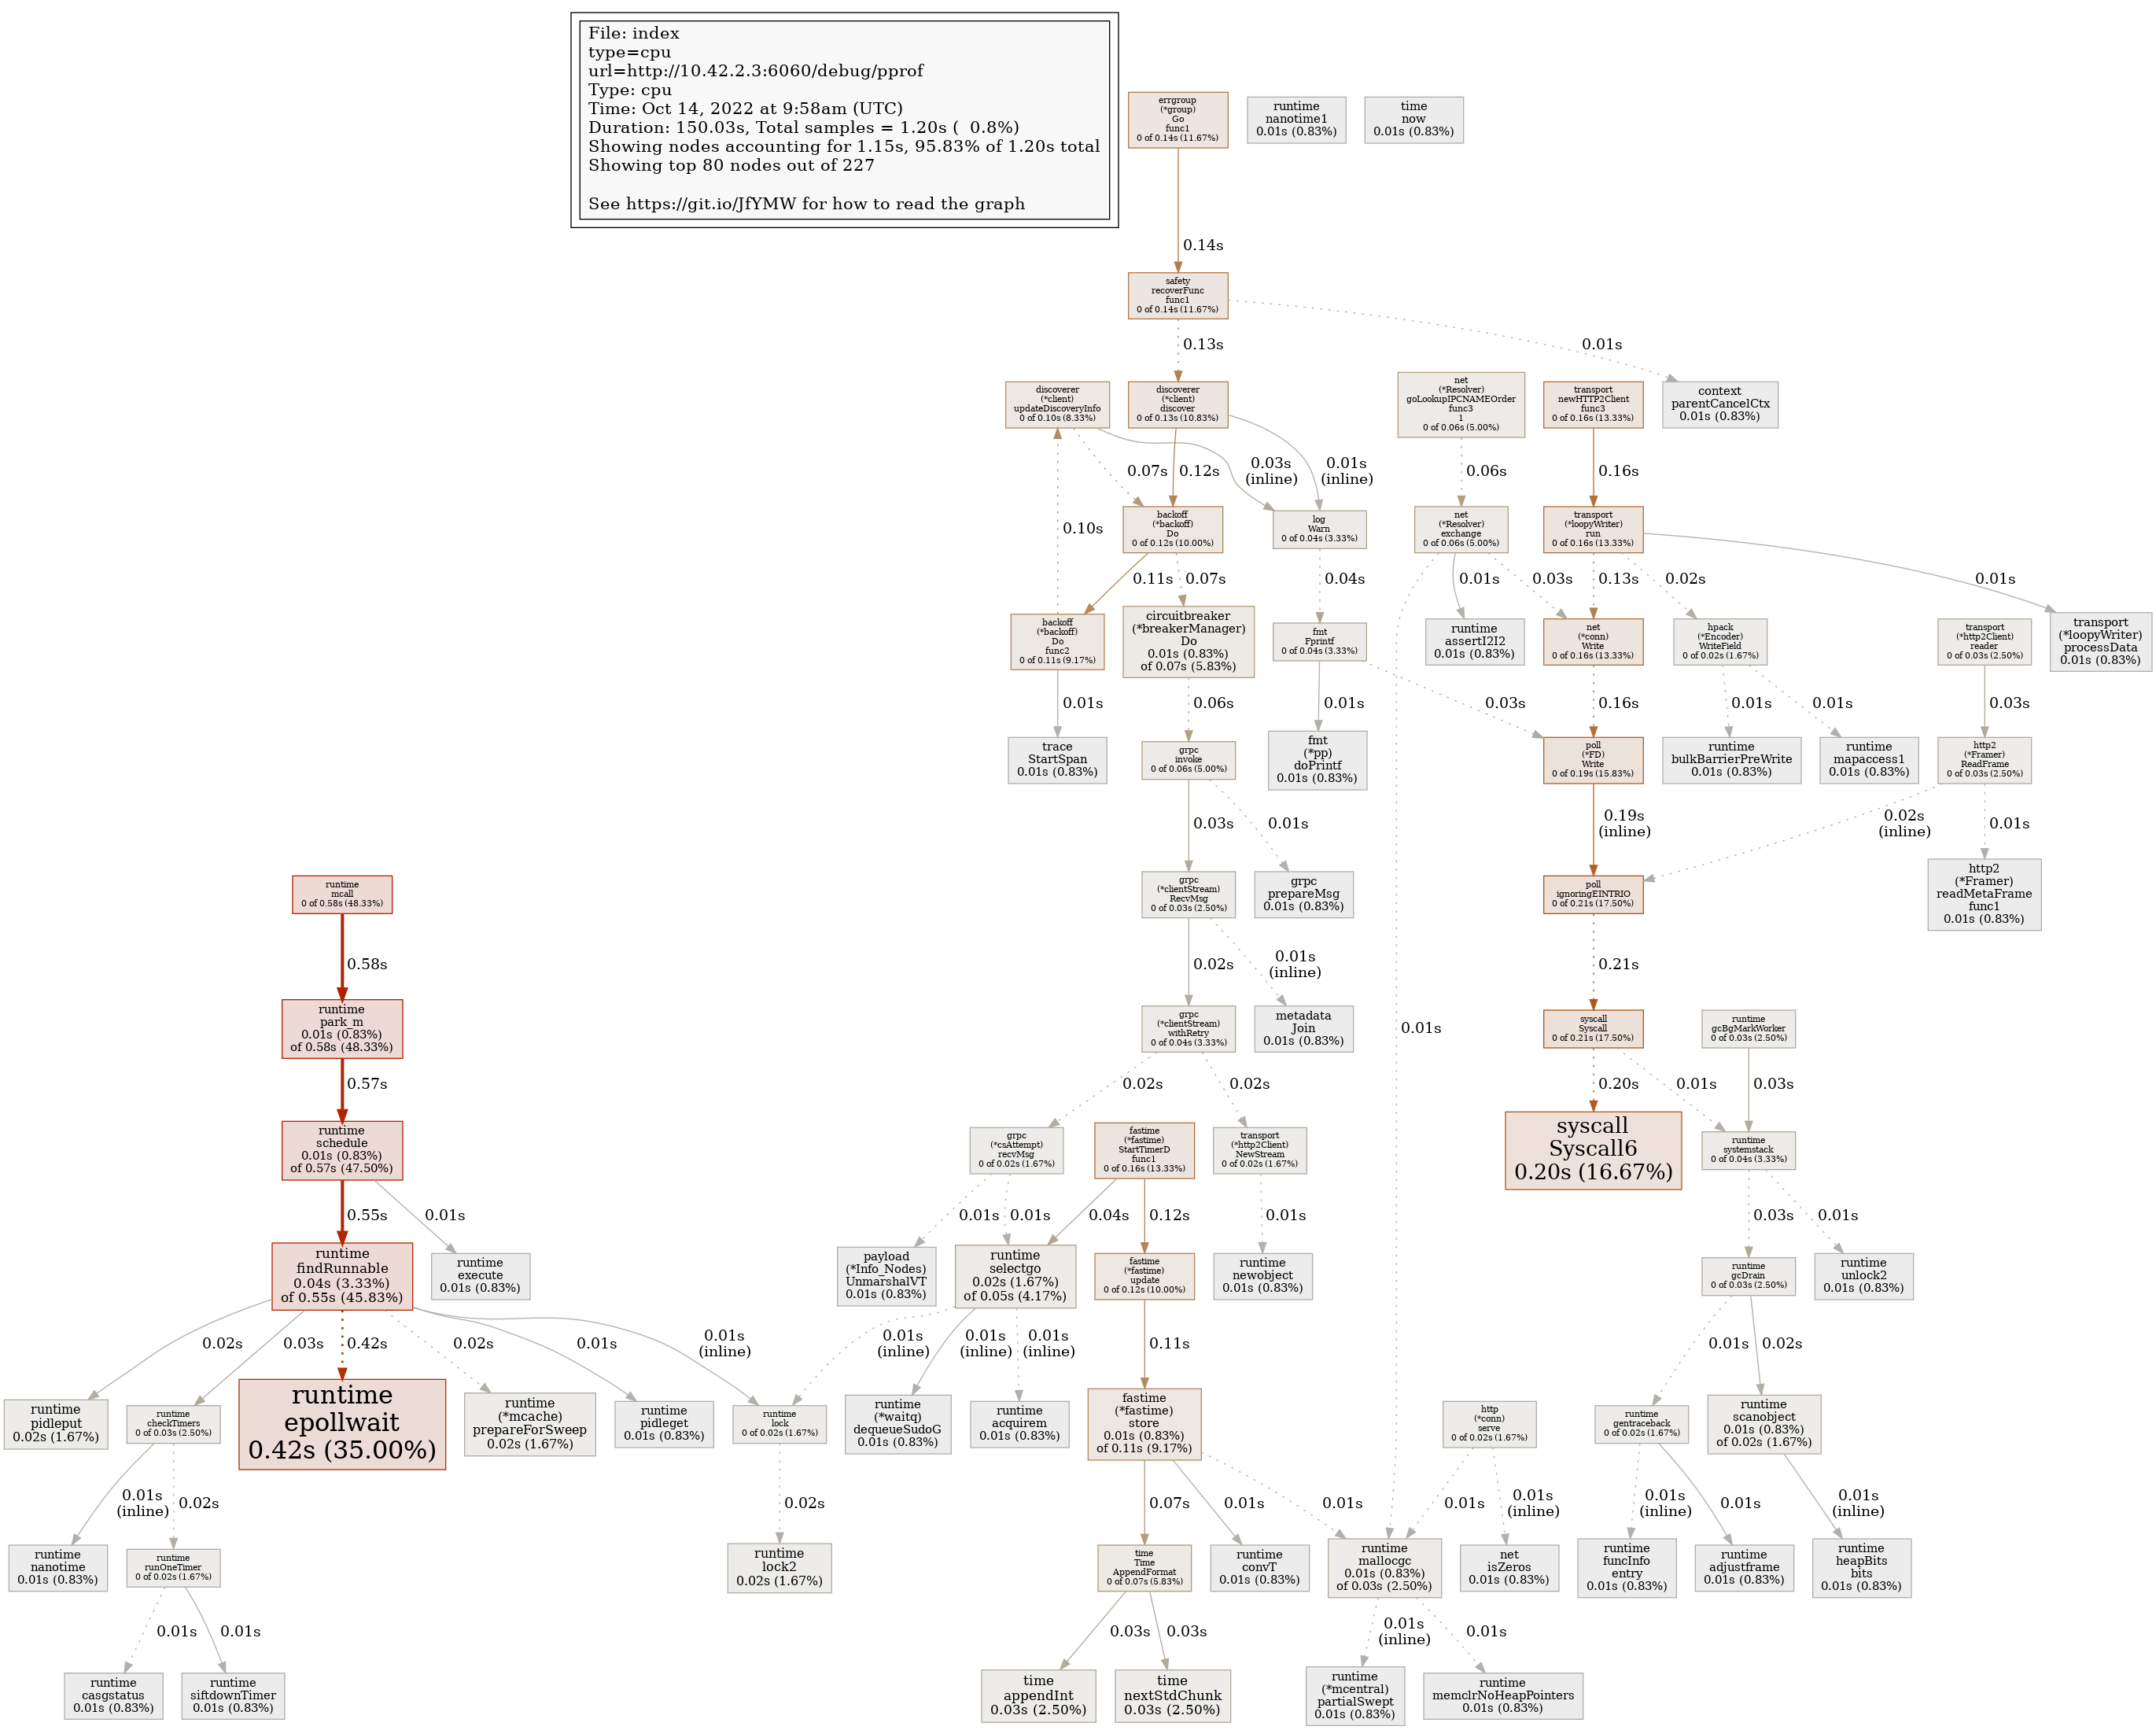 File: index
type=cpu
url=http://10.42.2.3:6060/debug/pprof
Type: cpu
Time: Oct 14, 2022 at 9:58am (UTC)
Duration: 150.03s, Total samples = 1.20s (  0.8%)
Showing nodes accounting for 1.15s, 95.83% of 1.20s total
Showing top 80 nodes out of 227
See https://git.io/JfYMW for how to read the graph
errgroup
(*group)
Go
func1
0 of 0.14s (11.67%)
runtime
nanotime1
0.01s (0.83%)
time
now
0.01s (0.83%)
0.14s
safety
recoverFunc
func1
0 of 0.14s (11.67%)
0.13s
0.01s
discoverer
(*client)
updateDiscoveryInfo
0 of 0.10s (8.33%)
discoverer
(*client)
discover
0 of 0.13s (10.83%)
net
(*Resolver)
goLookupIPCNAMEOrder
func3
1
0 of 0.06s (5.00%)
transport
newHTTP2Client
func3
0 of 0.16s (13.33%)
context
parentCancelCtx
0.01s (0.83%)
0.07s
0.12s
0.03s
(inline)
0.01s
(inline)
0.06s
0.16s
0.10s
backoff
(*backoff)
Do
0 of 0.12s (10.00%)
log
Warn
0 of 0.04s (3.33%)
net
(*Resolver)
exchange
0 of 0.06s (5.00%)
transport
(*loopyWriter)
run
0 of 0.16s (13.33%)
0.11s
0.07s
0.04s
0.01s
0.03s
0.13s
0.02s
0.01s
backoff
(*backoff)
Do
func2
0 of 0.11s (9.17%)
circuitbreaker
(*breakerManager)
Do
0.01s (0.83%)
of 0.07s (5.83%)
fmt
Fprintf
0 of 0.04s (3.33%)
runtime
assertI2I2
0.01s (0.83%)
net
(*conn)
Write
0 of 0.16s (13.33%)
hpack
(*Encoder)
WriteField
0 of 0.02s (1.67%)
transport
(*http2Client)
reader
0 of 0.03s (2.50%)
transport
(*loopyWriter)
processData
0.01s (0.83%)
0.01s
0.06s
0.01s
0.03s
0.16s
0.01s
0.01s
0.03s
trace
StartSpan
0.01s (0.83%)
grpc
invoke
0 of 0.06s (5.00%)
fmt
(*pp)
doPrintf
0.01s (0.83%)
poll
(*FD)
Write
0 of 0.19s (15.83%)
runtime
bulkBarrierPreWrite
0.01s (0.83%)
runtime
mapaccess1
0.01s (0.83%)
http2
(*Framer)
ReadFrame
0 of 0.03s (2.50%)
0.03s
0.01s
0.19s
(inline)
0.02s
(inline)
0.01s
runtime
mcall
0 of 0.58s (48.33%)
grpc
(*clientStream)
RecvMsg
0 of 0.03s (2.50%)
grpc
prepareMsg
0.01s (0.83%)
poll
ignoringEINTRIO
0 of 0.21s (17.50%)
http2
(*Framer)
readMetaFrame
func1
0.01s (0.83%)
0.58s
0.02s
0.01s
(inline)
0.01s
0.21s
runtime
park_m
0.01s (0.83%)
of 0.58s (48.33%)
grpc
(*clientStream)
withRetry
0 of 0.04s (3.33%)
metadata
Join
0.01s (0.83%)
syscall
Syscall
0 of 0.21s (17.50%)
runtime
gcBgMarkWorker
0 of 0.03s (2.50%)
0.57s
0.02s
0.02s
0.20s
0.01s
0.03s
runtime
schedule
0.01s (0.83%)
of 0.57s (47.50%)
grpc
(*csAttempt)
recvMsg
0 of 0.02s (1.67%)
fastime
(*fastime)
StartTimerD
func1
0 of 0.16s (13.33%)
transport
(*http2Client)
NewStream
0 of 0.02s (1.67%)
syscall
Syscall6
0.20s (16.67%)
runtime
systemstack
0 of 0.04s (3.33%)
0.55s
0.01s
0.01s
0.01s
0.04s
0.12s
0.01s
0.03s
0.01s
runtime
findRunnable
0.04s (3.33%)
of 0.55s (45.83%)
runtime
execute
0.01s (0.83%)
payload
(*Info_Nodes)
UnmarshalVT
0.01s (0.83%)
runtime
selectgo
0.02s (1.67%)
of 0.05s (4.17%)
fastime
(*fastime)
update
0 of 0.12s (10.00%)
runtime
newobject
0.01s (0.83%)
runtime
gcDrain
0 of 0.03s (2.50%)
runtime
unlock2
0.01s (0.83%)
0.02s
0.03s
0.42s
0.02s
0.01s
0.01s
(inline)
0.01s
(inline)
0.01s
(inline)
0.01s
(inline)
0.11s
0.01s
0.02s
runtime
pidleput
0.02s (1.67%)
runtime
checkTimers
0 of 0.03s (2.50%)
runtime
epollwait
0.42s (35.00%)
runtime
(*mcache)
prepareForSweep
0.02s (1.67%)
runtime
pidleget
0.01s (0.83%)
runtime
lock
0 of 0.02s (1.67%)
runtime
(*waitq)
dequeueSudoG
0.01s (0.83%)
runtime
acquirem
0.01s (0.83%)
fastime
(*fastime)
store
0.01s (0.83%)
of 0.11s (9.17%)
http
(*conn)
serve
0 of 0.02s (1.67%)
runtime
gentraceback
0 of 0.02s (1.67%)
runtime
scanobject
0.01s (0.83%)
of 0.02s (1.67%)
0.01s
(inline)
0.02s
0.02s
0.07s
0.01s
0.01s
0.01s
0.01s
(inline)
0.01s
(inline)
0.01s
0.01s
(inline)
runtime
nanotime
0.01s (0.83%)
runtime
runOneTimer
0 of 0.02s (1.67%)
runtime
lock2
0.02s (1.67%)
time
Time
AppendFormat
0 of 0.07s (5.83%)
runtime
convT
0.01s (0.83%)
runtime
mallocgc
0.01s (0.83%)
of 0.03s (2.50%)
net
isZeros
0.01s (0.83%)
runtime
funcInfo
entry
0.01s (0.83%)
runtime
adjustframe
0.01s (0.83%)
runtime
heapBits
bits
0.01s (0.83%)
0.01s
0.01s
0.03s
0.03s
0.01s
(inline)
0.01s
runtime
casgstatus
0.01s (0.83%)
runtime
siftdownTimer
0.01s (0.83%)
time
appendInt
0.03s (2.50%)
time
nextStdChunk
0.03s (2.50%)
runtime
(*mcentral)
partialSwept
0.01s (0.83%)
runtime
memclrNoHeapPointers
0.01s (0.83%)